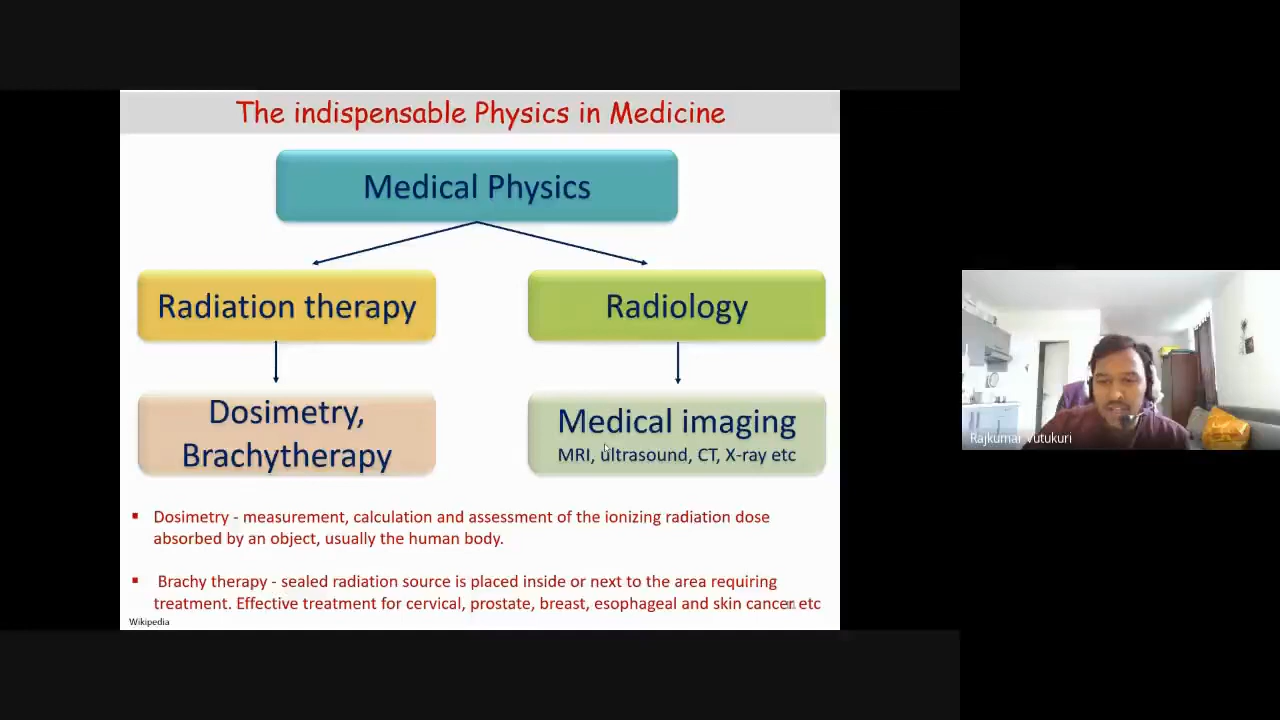 The indispensable Physics in Medicine
Medical Physics
Radiation therapy
Radiology
Dosimetry,
Brachytherapy
Medical imaging
MRI, ultrasound, CT, X-ray etc
▪ Dosimetry - measurement, calculation and assessment of the ionizing radiation dose
absorbed by an object, usually the human body.
▪ Brachy therapy - sealed radiation source is placed inside or next to the area requiring
treatment. Effective treatment for cervical, prostate, breast, esophageal and skin cancer etc
11
Wikipedia
Rajkumar Vutukuri